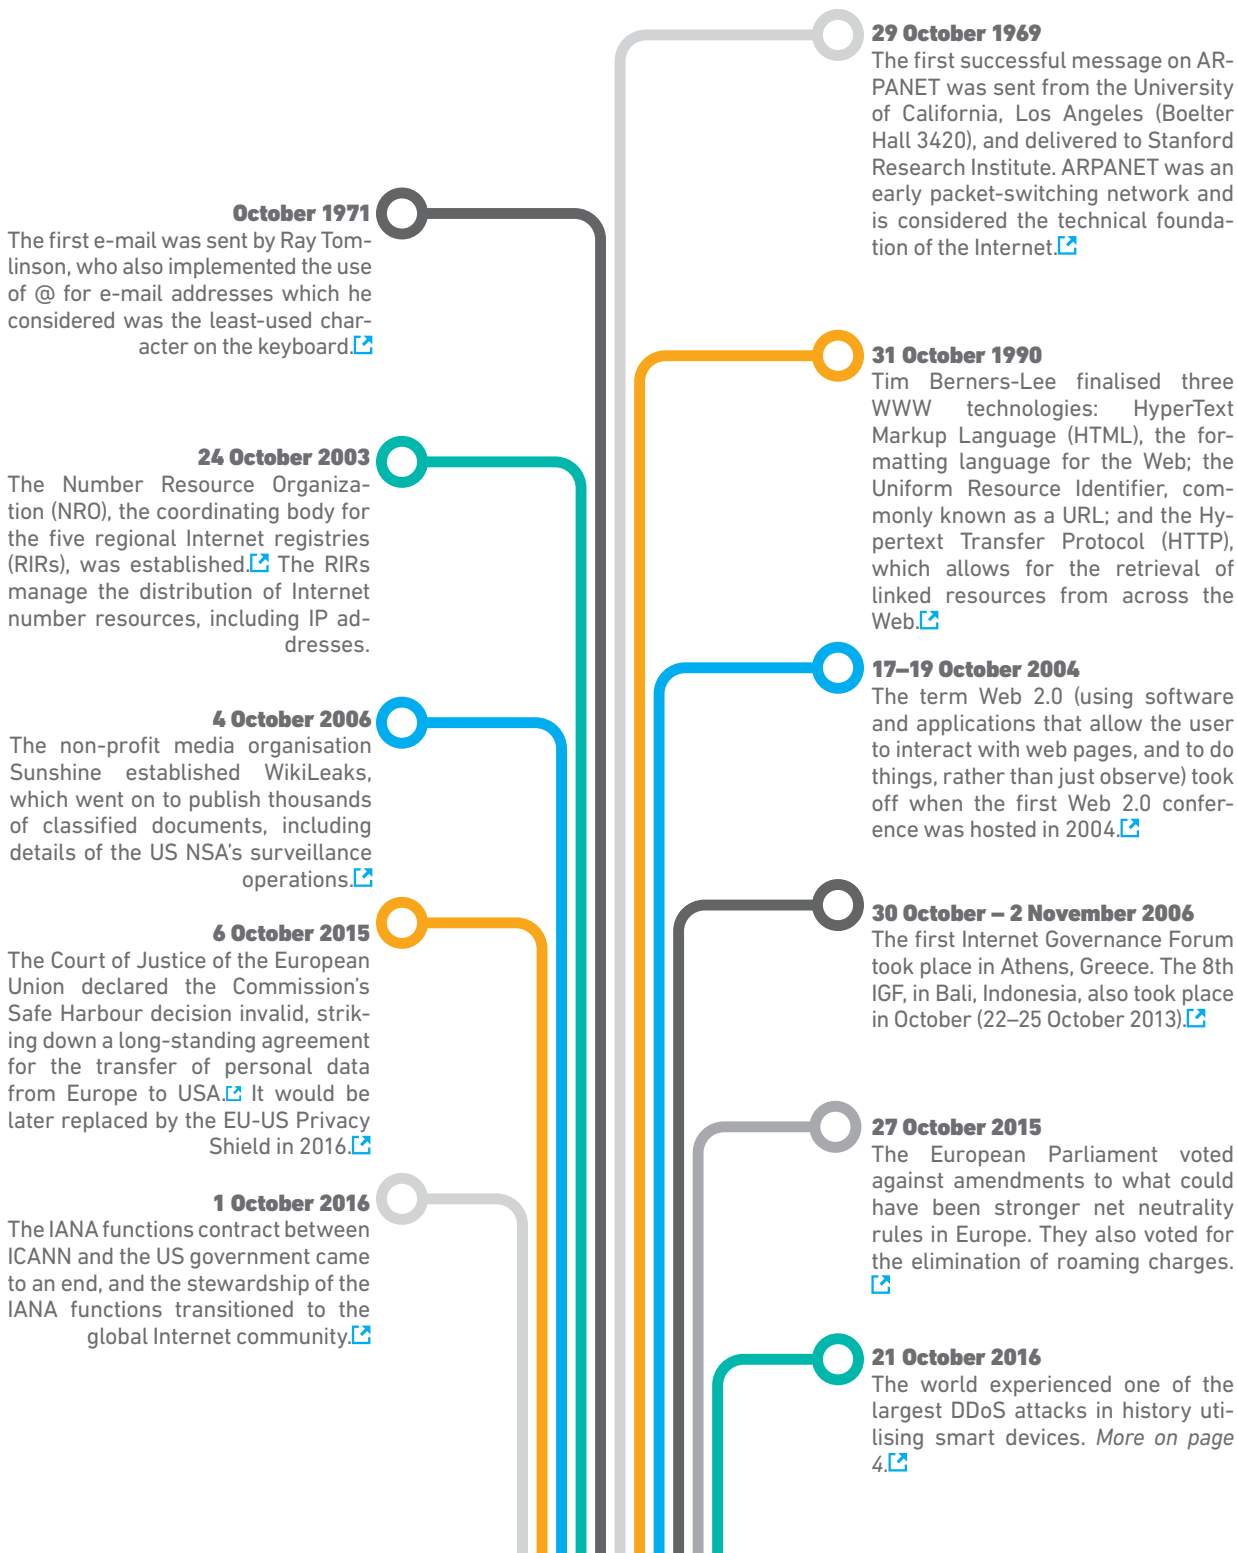 29 October 1969
The first successful message on AR-
PANET was sent from the University
of California, Los Angeles (Boelter
Hall 3420), and delivered to Stanford
Research Institute. ARPANET was an
early packet-switching network and
is considered the technical founda-
tion of the Internet.
October 1971
The first e-mail was sent by Ray Tom-
linson, who also implemented the use
of @ for e-mail addresses which he
considered was the least-used char-
acter on the keyboard.
31 October 1990
Tim Berners-Lee finalised three
WWW technologies: HyperText
Markup Language (HTML), the for-
matting language for the Web; the
Uniform Resource Identifier, com-
monly known as a URL; and the Hy-
pertext Transfer Protocol (HTTP),
which allows for the retrieval of
linked resources from across the
Web.
24 October 2003
The Number Resource Organiza-
tion (NRO), the coordinating body for
the five regional Internet registries
(RIRs), was established. The RIRs
manage the distribution of Internet
number resources, including IP ad-
dresses.
17–19 October 2004
The term Web 2.0 (using software
and applications that allow the user
to interact with web pages, and to do
things, rather than just observe) took
off when the first Web 2.0 confer-
ence was hosted in 2004.
4 October 2006
The non-profit media organisation
Sunshine established WikiLeaks,
which went on to publish thousands
of classified documents, including
details of the US NSA's surveillance
operations.
30 October – 2 November 2006
The first Internet Governance Forum
took place in Athens, Greece. The 8th
IGF, in Bali, Indonesia, also took place
in October (22–25 October 2013).
6 October 2015
The Court of Justice of the European
Union declared the Commission's
Safe Harbour decision invalid, strik-
ing down a long-standing agreement
for the transfer of personal data
from Europe to USA. It would be
later replaced by the EU-US Privacy
Shield in 2016.
27 October 2015
The European Parliament voted
against amendments to what could
have been stronger net neutrality
rules in Europe. They also voted for
the elimination of roaming charges.
1 October 2016
The IANA functions contract between
ICANN and the US government came
to an end, and the stewardship of the
IANA functions transitioned to the
global Internet community.
21 October 2016
The world experienced one of the
largest DDoS attacks in history uti-
lising smart devices. More on page
4.